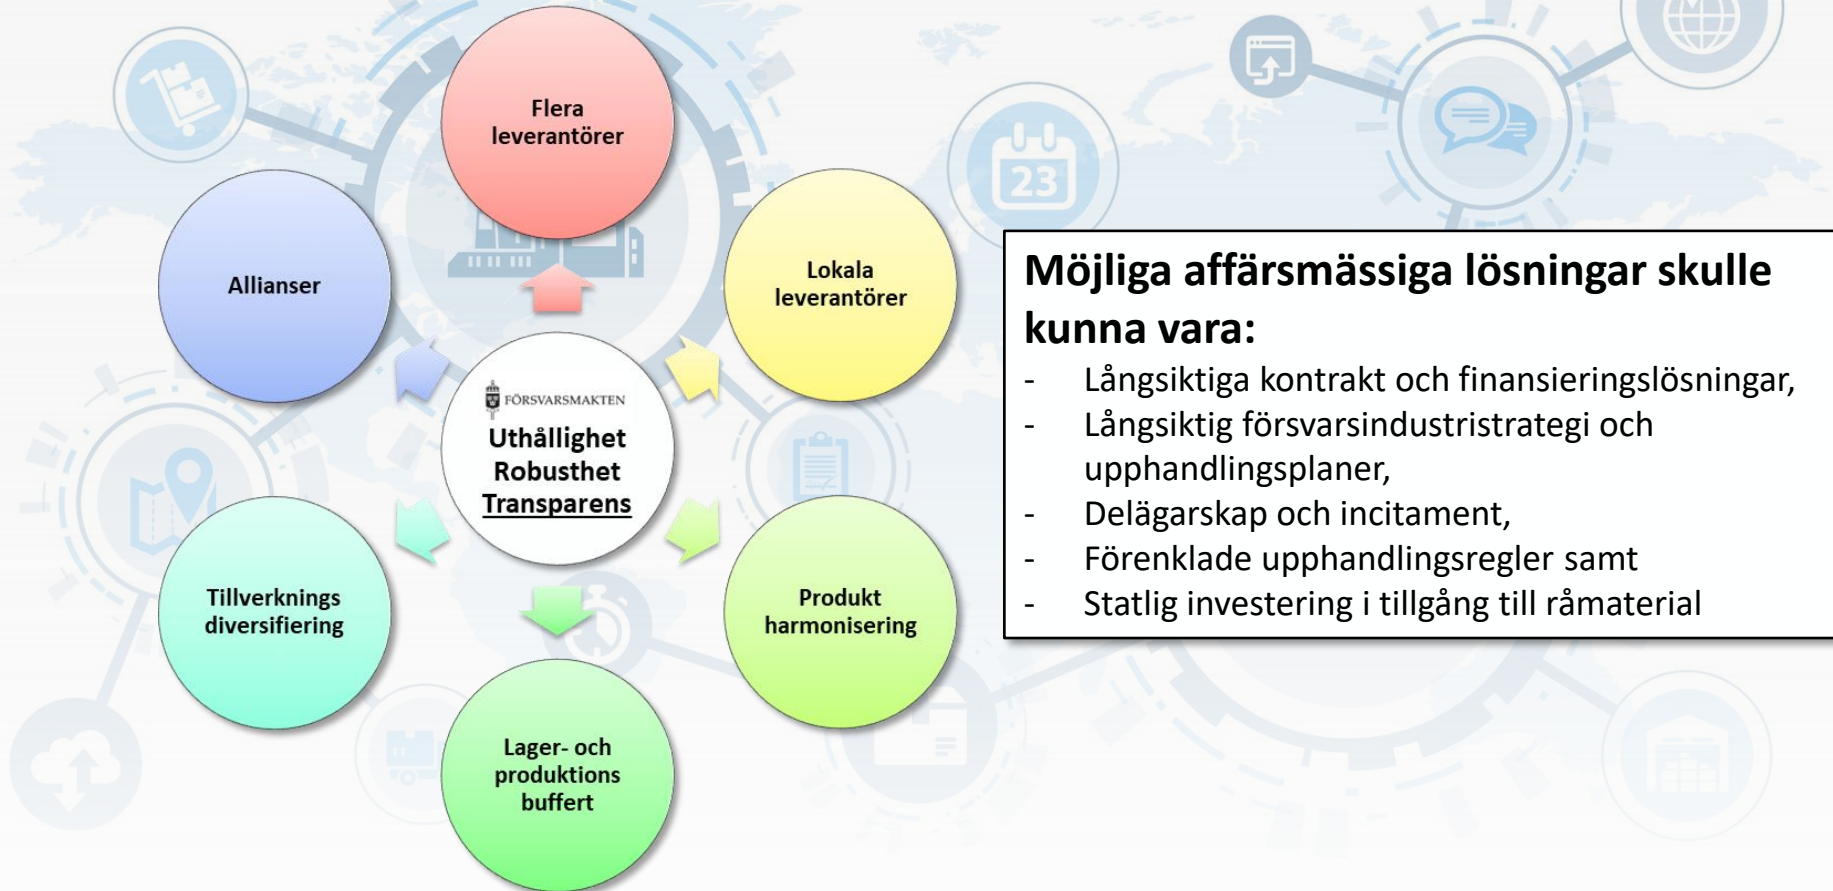 Flera
leverantörer
23
Allianser
Lokala
leverantörer
FÖRSVARSMAKTEN
Uthållighet
Robusthet
Transparens
Tillverknings
diversifiering
Produkt
harmonisering
Lager- och
produktions
buffert
Möjliga affärsmässiga lösningar skulle
kunna vara:
- Långsiktiga kontrakt och finansieringslösningar,
- Långsiktig försvarsindustristrategi och
upphandlingsplaner,
- Delägarskap och incitament,
- Förenklade upphandlingsregler samt
- Statlig investering i tillgång till råmaterial